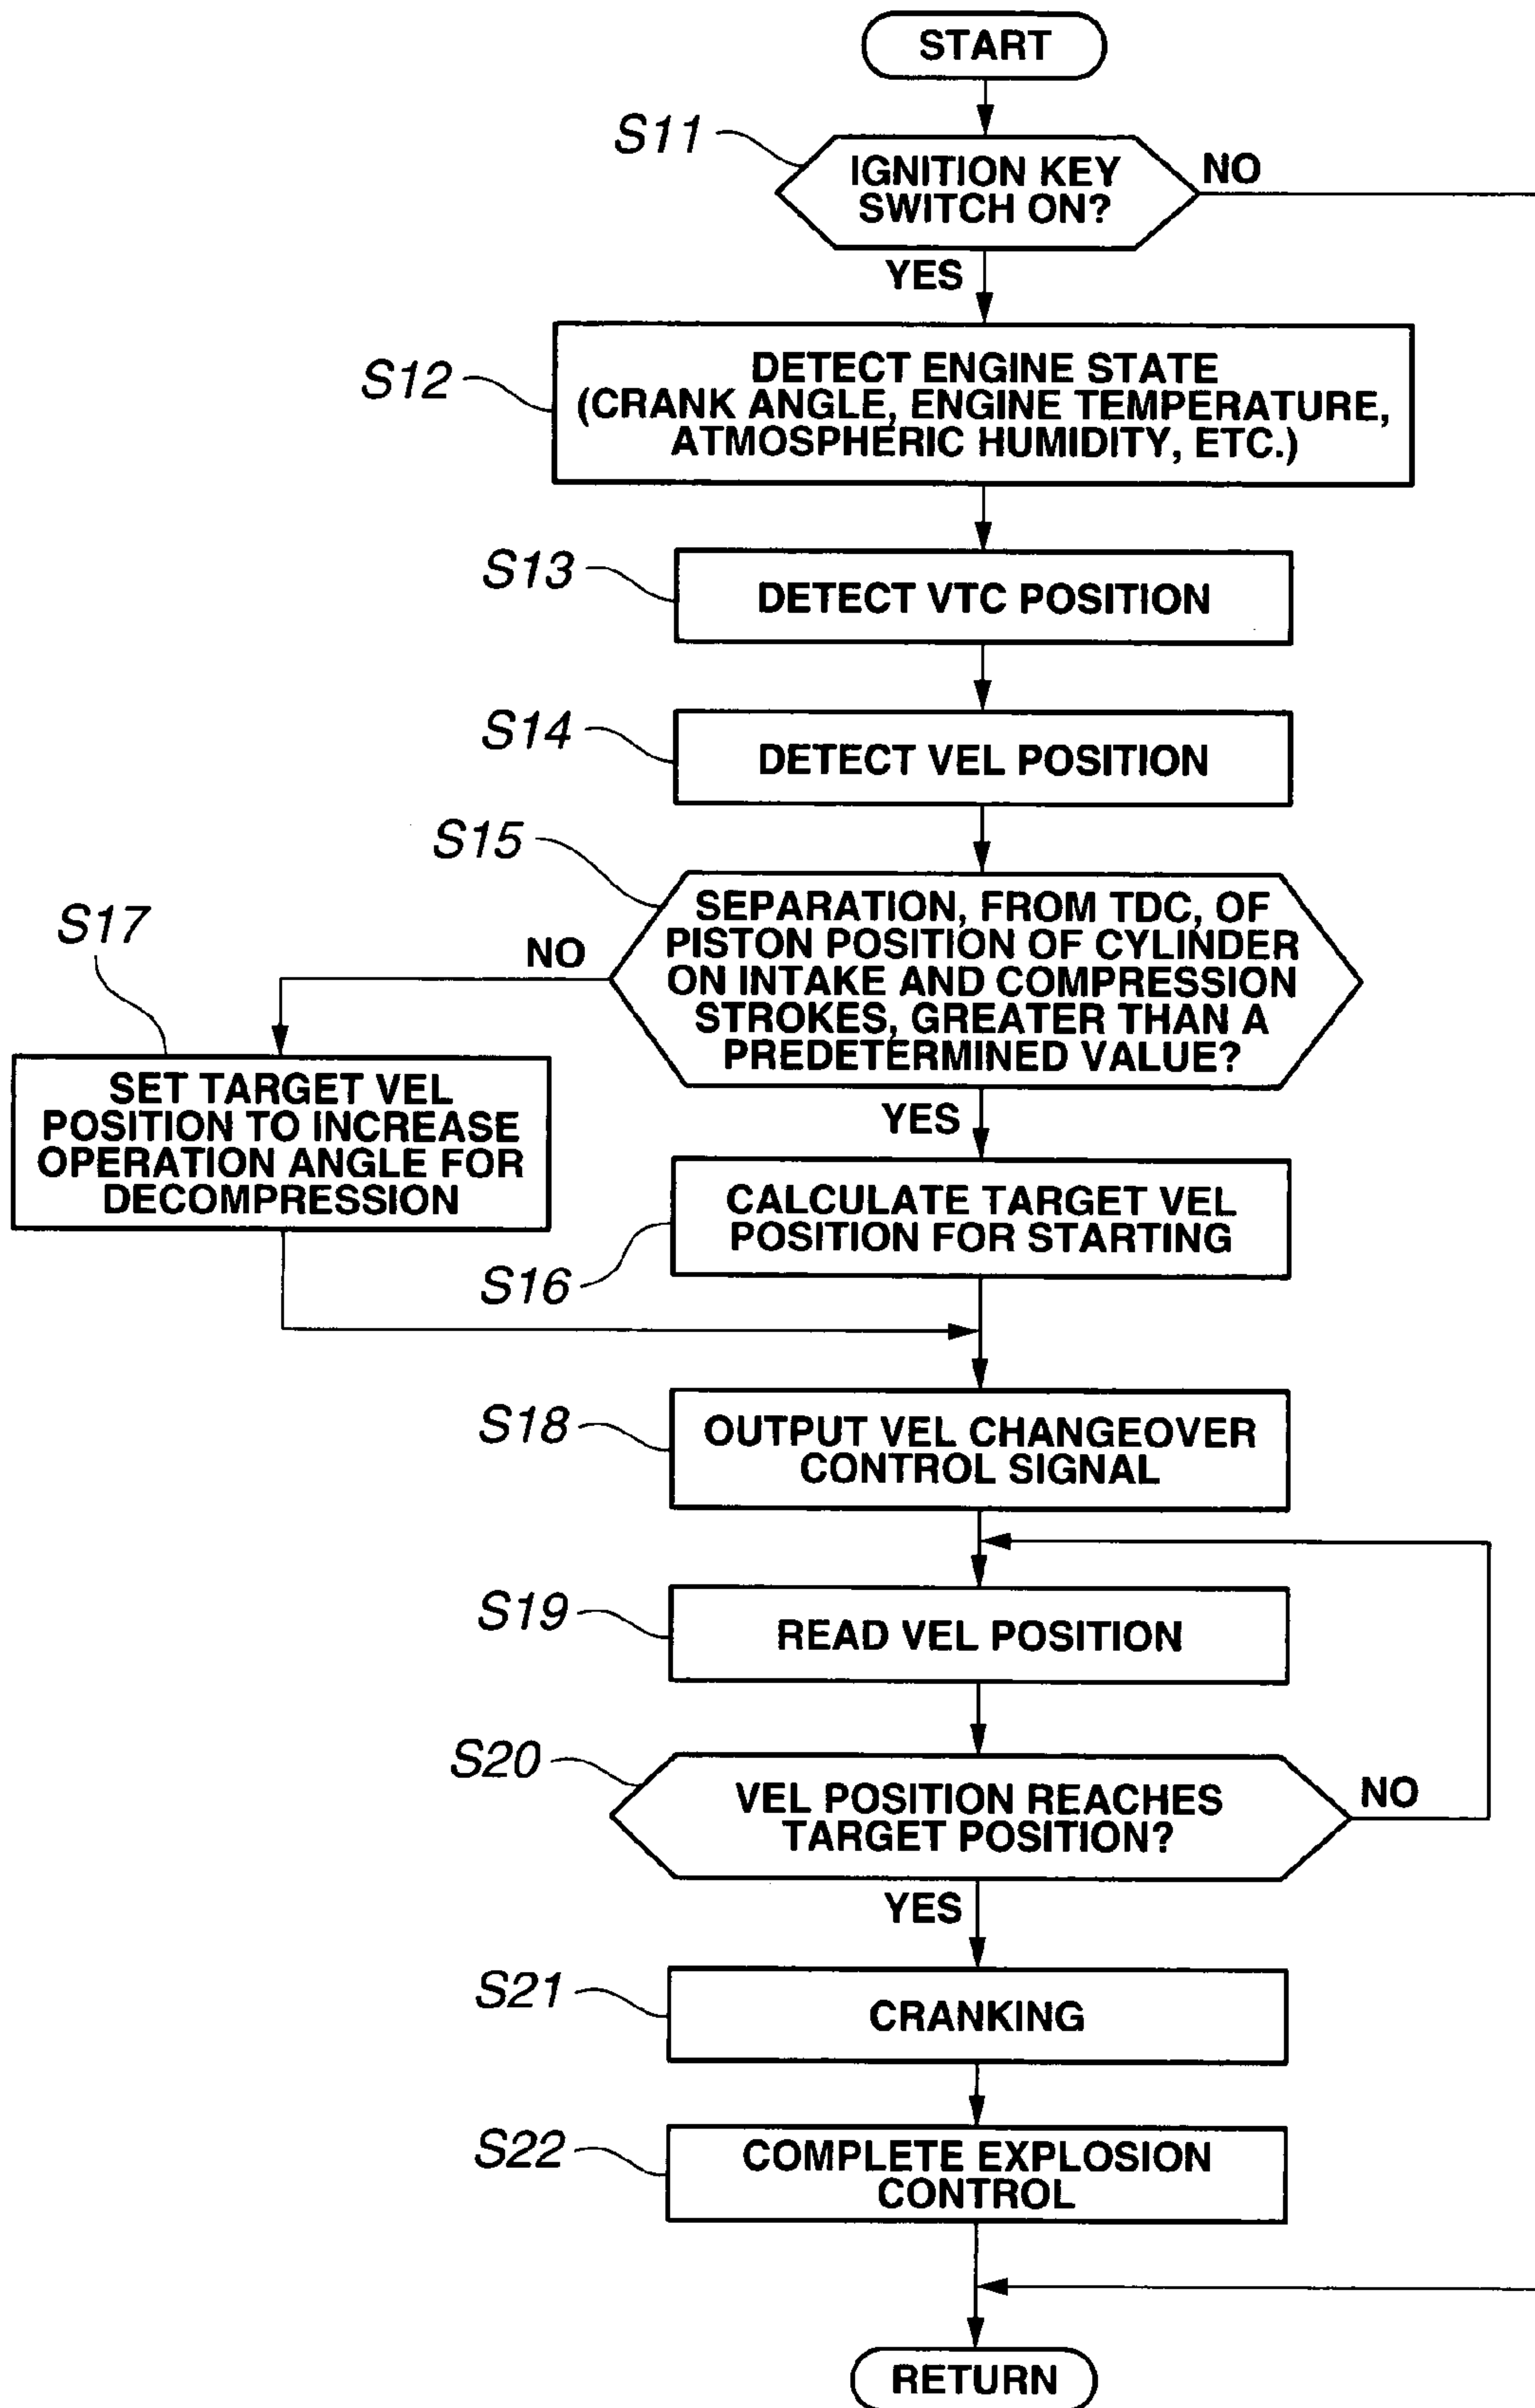 START
S11
IGNITION KEY
SWITCH ON?
NO
YES
S12
DETECT ENGINE STATE
(CRANK ANGLE, ENGINE TEMPERATURE,
ATMOSPHERIC HUMIDITY, ETC.)
S13
DETECT VTC POSITION
S14
DETECT VEL POSITION
S15
SEPARATION, FROM TDC, OF
PISTON POSITION OF CYLINDER
ON INTAKE AND COMPRESSION
STROKES, GREATER THAN A
PREDETERMINED VALUE?
NO
YES
S17
SET TARGET VEL
POSITION TO INCREASE
OPERATION ANGLE FOR
DECOMPRESSION
S16
CALCULATE TARGET VEL
POSITION FOR STARTING
S18
OUTPUT VEL CHANGEOVER
CONTROL SIGNAL
S19
READ VEL POSITION
S20
VEL POSITION REACHES
TARGET POSITION?
NO
YES
S21
CRANKING
S22
COMPLETE EXPLOSION
CONTROL
RETURN